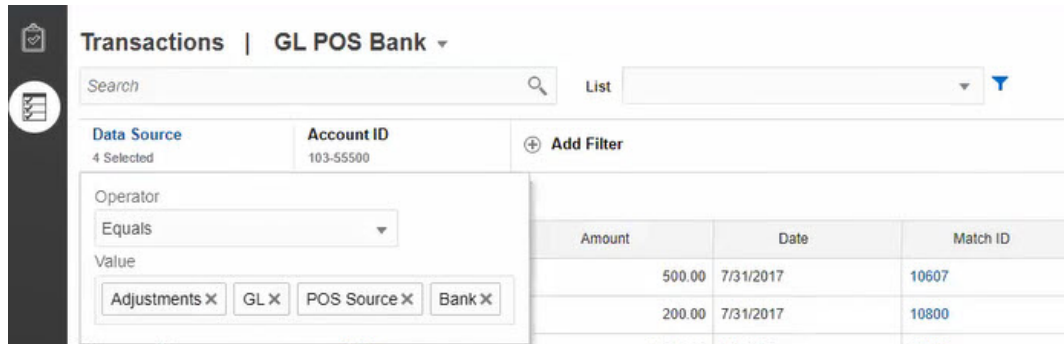 Transactions | GL POS Bank
Search
List
Data Source
4 Selected
Account ID
103-55500
Add Filter
Operator
Equals
Value
Adjustments GL POS Source Bank
Amount Date Match ID
500.00 7/31/2017 10607
200.00 7/31/2017 10800